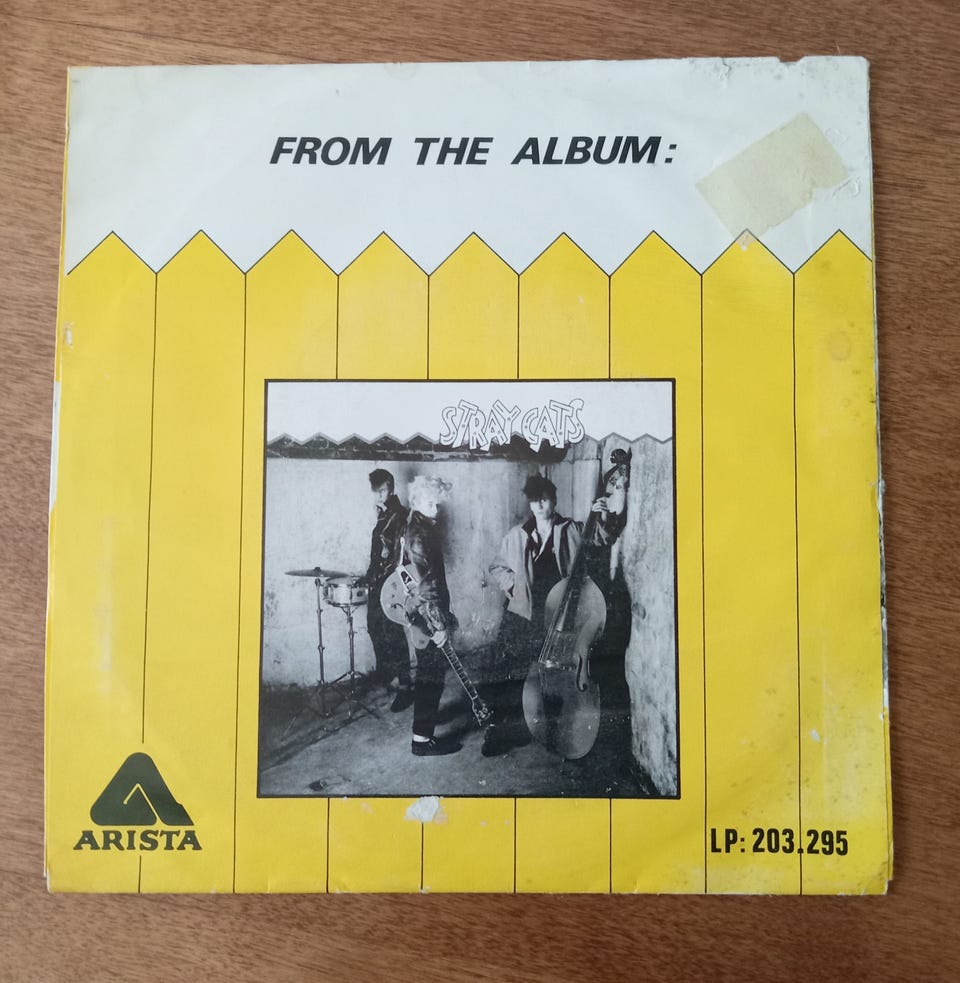 FROM THE ALBUM:
STRAY CATS
ARISTA
LP: 203.295